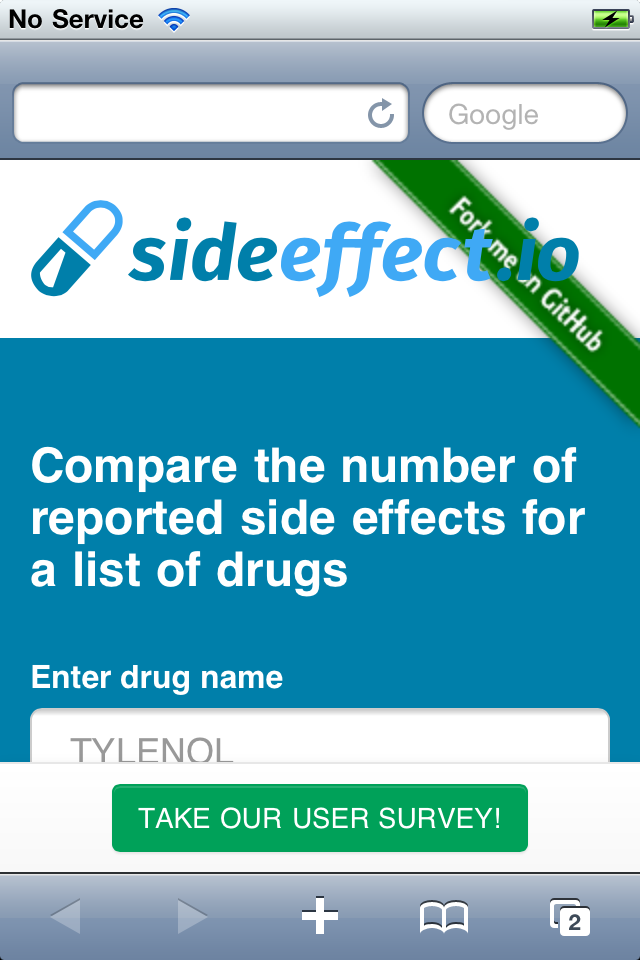 No Service
Google
Fork me on GitHub
sideeffect.io
Compare the number of
reported side effects for
a list of drugs
Enter drug name
TYLENOL
TAKE OUR USER SURVEY!
2